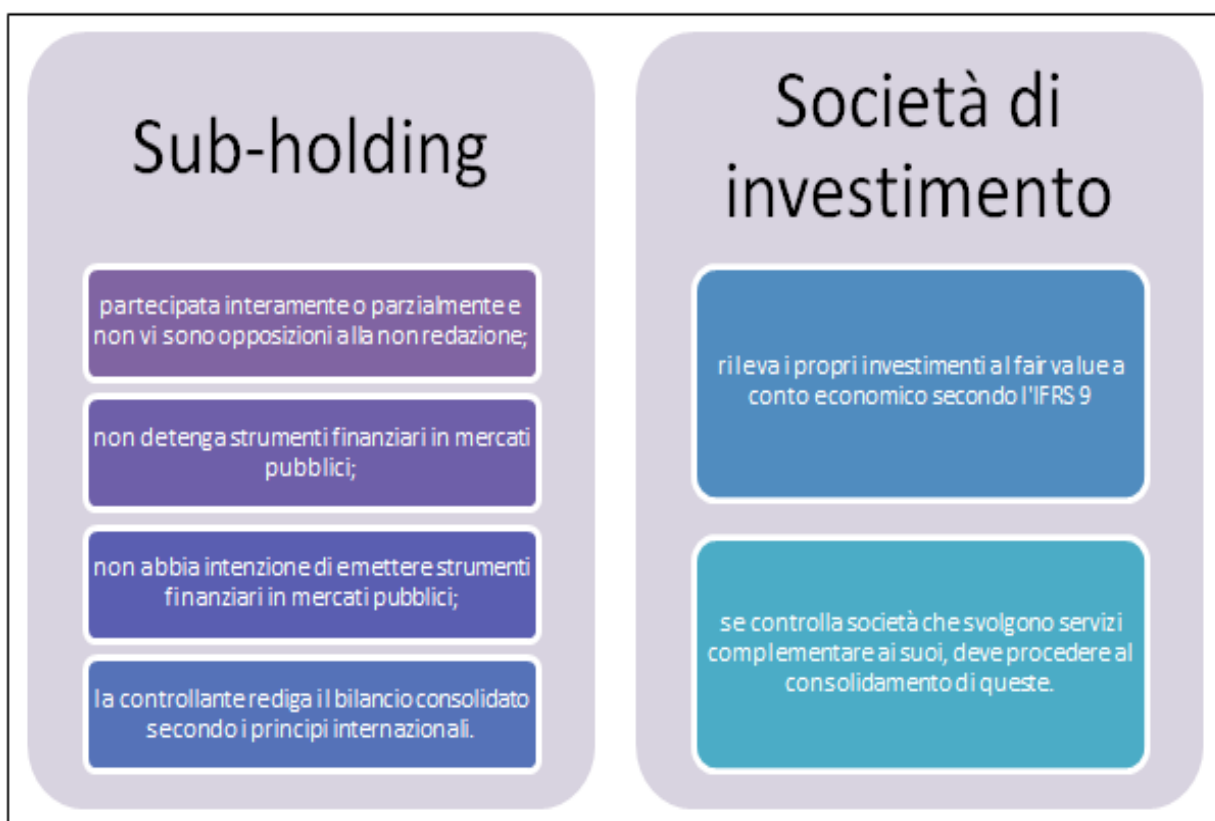 Sub-holding
partecipata interamente o parzialmente e
non vi sono opposizioni alla non redazione;
non detenga strumenti finanziari in mercati
pubblici;
non abbia intenzione di emettere strumenti
finanziari in mercati pubblici;
la controllante rediga il bilancio consolidato
secondo i principi internazionali.
Società di
investimento
rileva i propri investimenti al fair value a
conto economico secondo l'IFRS 9
se controlla società che svolgono servizi
complementare ai suoi, deve procedere al
consolidamento di queste.